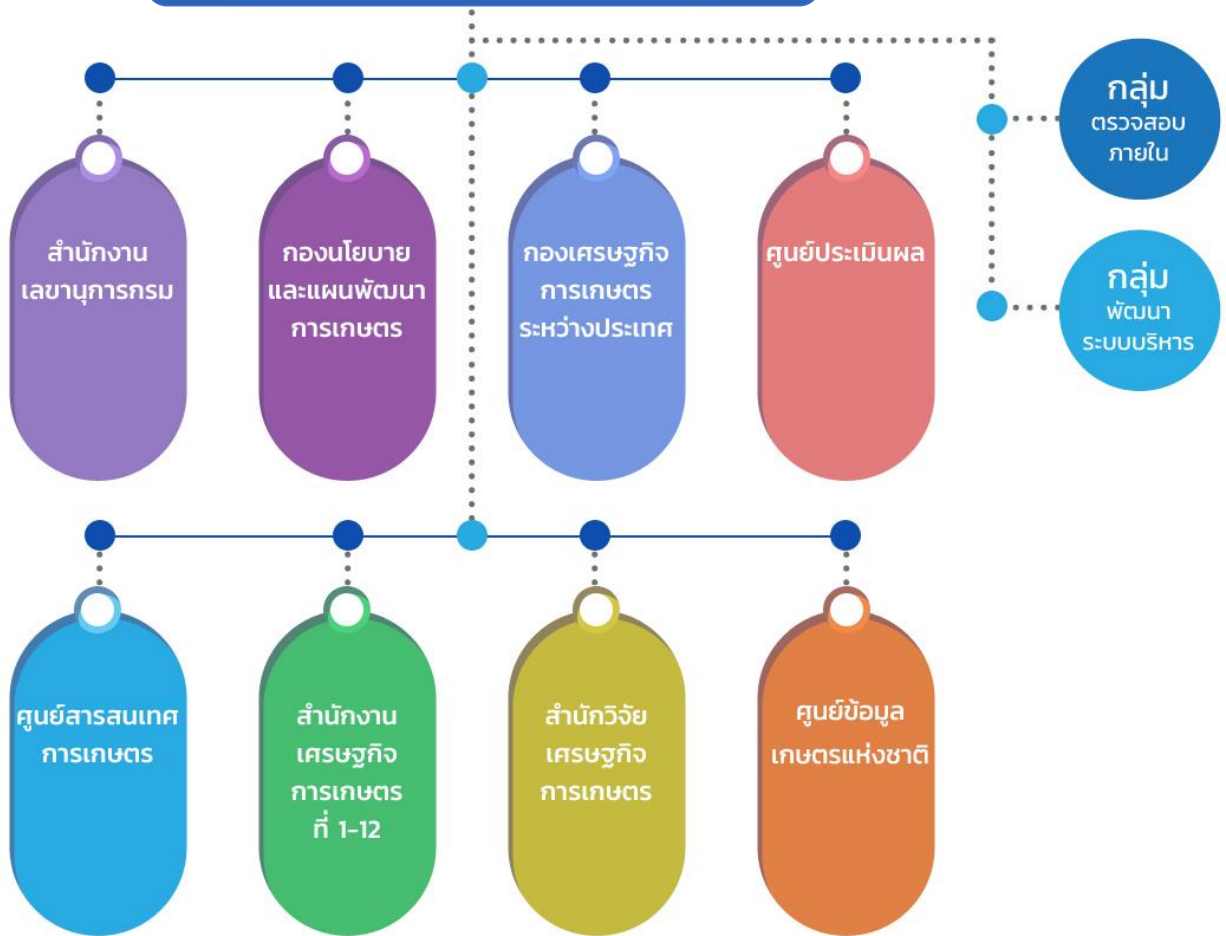 กลุ่ม
ตรวจสอบ
ภายใน
สำนักงาน
เลขานุการกรม
กองนโยบาย
และแผนพัฒนา
การเกษตร
กองเศรษฐกิจ
การเกษตร
ระหว่างประเทศ
ศูนย์ประเมินผล
กลุ่ม
พัฒนา
ระบบบริหาร
ศูนย์สารสนเทศ
การเกษตร
สำนักงาน
เศรษฐกิจ
การเกษตร
ที่ 1-12
สำนักวิจัย
เศรษฐกิจ
การเกษตร
ศูนย์ข้อมูล
เกษตรแห่งชาติ